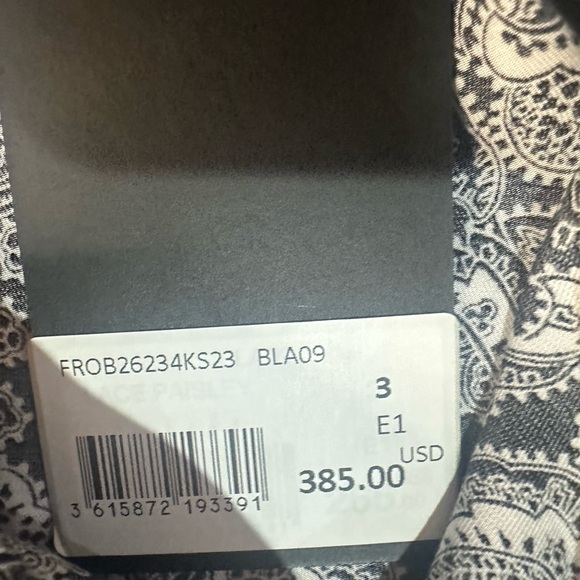 FROB26234KS23 BLA09
3
E1
USD
385.00
3 615872 193391